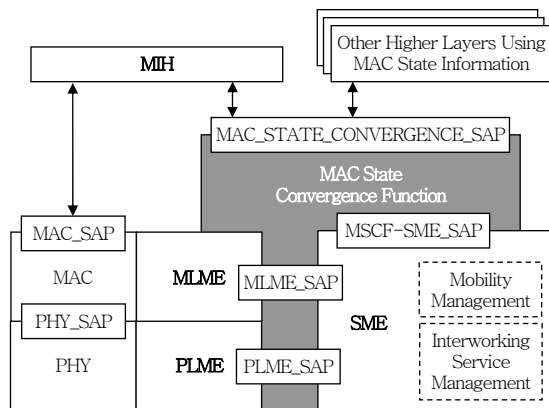 Other Higher Layers Using
MAC State Information
MIH
MAC_STATE_CONVERGENCE_SAP
MAC State
Convergence Function
MAC_SAP
MSCF-SME_SAP
MAC
MLME
MLME_SAP
Mobility
Management
PHY_SAP
SME
PHY
PLME
PLME_SAP
Interworking
Service
Management